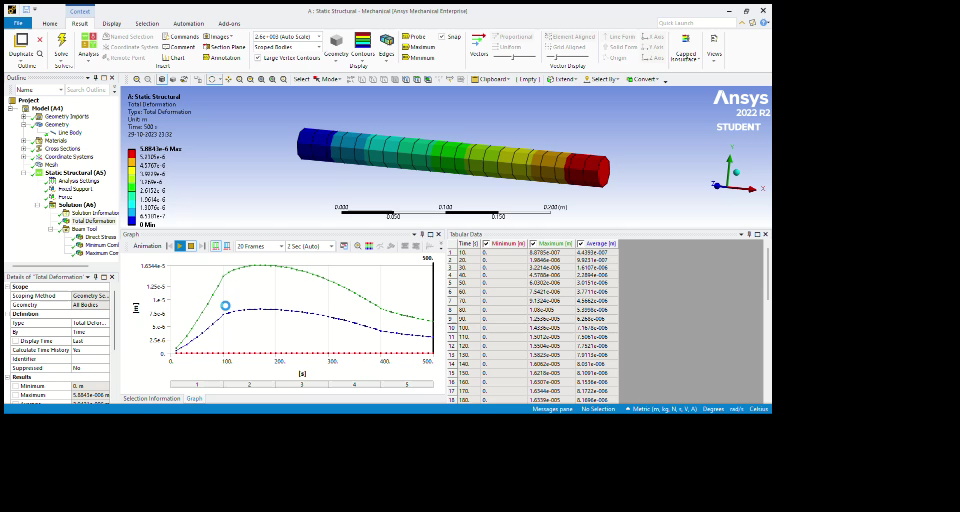 A : Static Structural - Mechanical [Ansys Mechanical Enterprise]
Context
File Home Result Display Selection Automation Add-ons
Quick Launch
Duplicate Solve Analysis
Named Selection Commands Images
Coordinate System Comment Section Plane
Remote Point Chart Annotation
2.6e+003 (Auto Scale)
Scoped Bodies
Large Vertex Contours
Geometry Contours Edges
Probe Snap
Maximum
Minimum
Vectors Proportional
Uniform
Element Aligned
Grid Aligned
Line Form X Axis
Solid Form Y Axis
Origin Z Axis
Capped Isosurface
Views
Outline Solve Insert Display Vector Display
Select Mode Clipboard [ Empty ] Extend Select By Convert
Outline
Name Search Outline
Project
Model (A4)
Geometry Imports
Geometry
Line Body
Materials
Cross Sections
Coordinate Systems
Mesh
Static Structural (A5)
Analysis Settings
Fixed Support
Force
Solution (A6)
Solution Information
Total Deformation
Beam Tool
Direct Stress
Minimum Com
Maximum Co
A: Static Structural
Total Deformation
Type: Total Deformation
Unit: m
Time: 500 s
29-10-2023 23:32
5.8843e-6 Max
5.2305e-6
4.5767e-6
3.9229e-6
3.269e-6
2.6152e-6
1.9614e-6
1.3076e-6
6.5381e-7
0 Min
Ansys
2022 R2
STUDENT
Y
Z
X
0.000 0.100 0.200 (m)
0.050 0.150
Details of "Total Deformation"
Scope
Scoping Method Geometry Se...
Geometry All Bodies
Definition
Type Total Defor...
By Time
Display Time Last
Calculate Time History Yes
Identifier
Suppressed No
Results
Minimum 0. m
Maximum 5.8843e-006 m
Graph
Animation 20 Frames 2 Sec (Auto)
500.
1.6344e-5
1.25e-5
1.e-5
7.5e-6
5.e-6
2.5e-6
0.
[m]
0. 100. 200. 300. 400. 500.
[s]
1 2 3 4 5
Selection Information Graph
Tabular Data
Time [s] Minimum [m] Maximum [m] Average [m]
1 10. 0. 8.8785e-007 4.4393e-007
2 20. 0. 1.9846e-006 9.9231e-007
3 30. 0. 3.2214e-006 1.6107e-006
4 40. 0. 4.5788e-006 2.2894e-006
5 50. 0. 6.0302e-006 3.0151e-006
6 60. 0. 7.5421e-006 3.7711e-006
7 70. 0. 9.1324e-006 4.5662e-006
8 80. 0. 1.08e-005 5.3998e-006
9 90. 0. 1.2536e-005 6.268e-006
10 100. 0. 1.4336e-005 7.1678e-006
11 110. 0. 1.5012e-005 7.5061e-006
12 120. 0. 1.5504e-005 7.7521e-006
13 130. 0. 1.5823e-005 7.9113e-006
14 140. 0. 1.6062e-005 8.031e-006
15 150. 0. 1.6218e-005 8.1091e-006
16 160. 0. 1.6307e-005 8.1536e-006
17 170. 0. 1.6344e-005 8.1722e-006
18 180. 0. 1.6339e-005 8.1696e-006
Messages pane No Selection Metric (m, kg, N, s, V, A) Degrees rad/s Celsius